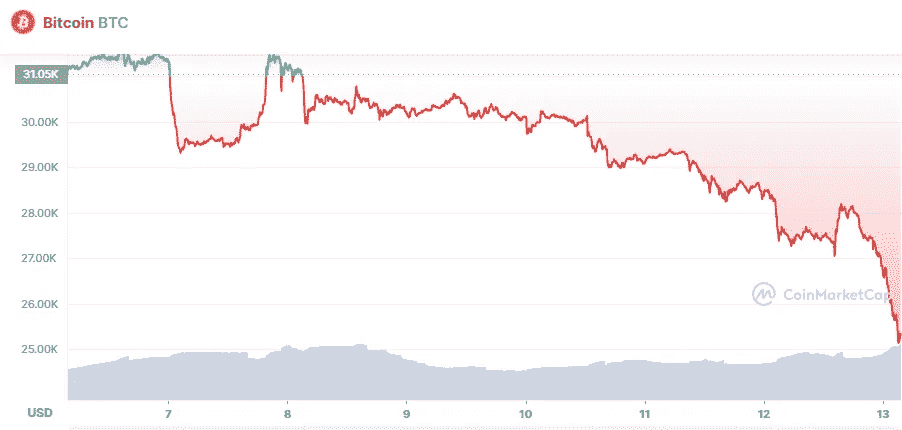 Bitcoin BTC
31.05K
30.00K
29.00K
28.00K
27.00K
26.00K
CoinMarketCap
25.00K
USD 7 8 9 10 11 12 13